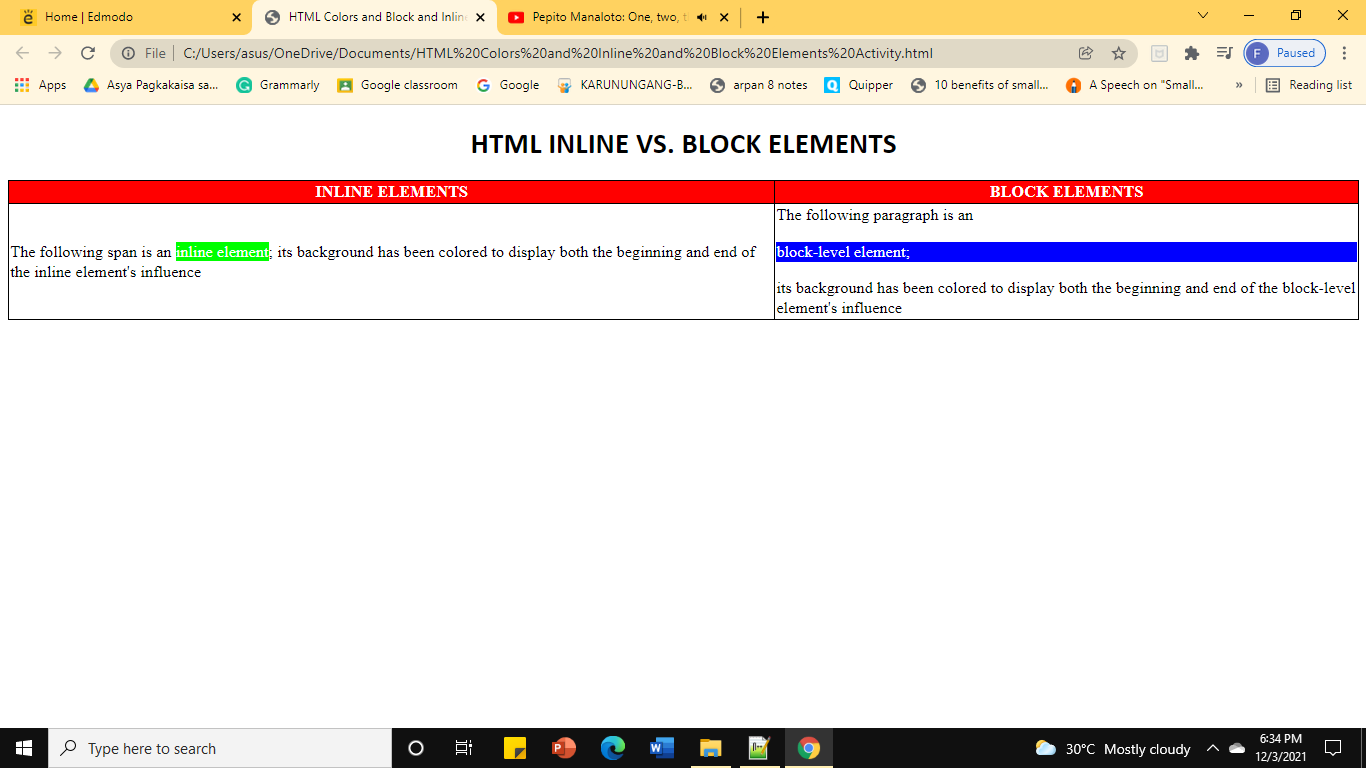 Home | Edmodo
HTML Colors and Block and Inline
Pepito Manaloto: One, two, t
File
C:/Users/asus/OneDrive/Documents/HTML%20Colors%20and%20Inline%20and%20Block%20Elements%20Activity.html
F Paused
Apps
Asya Pagkakaisa sa...
Grammarly
Google classroom
Google
KARUNUNGANG-B...
arpan 8 notes
Quipper
10 benefits of small...
A Speech on "Small...
»
Reading list
HTML INLINE VS. BLOCK ELEMENTS
INLINE ELEMENTS
The following span is an inline element; its background has been colored to display both the beginning and end of
the inline element's influence
BLOCK ELEMENTS
The following paragraph is an
block-level element;
its background has been colored to display both the beginning and end of the block-level
element's influence
Type here to search
30°C Mostly cloudy
6:34 PM
12/3/2021